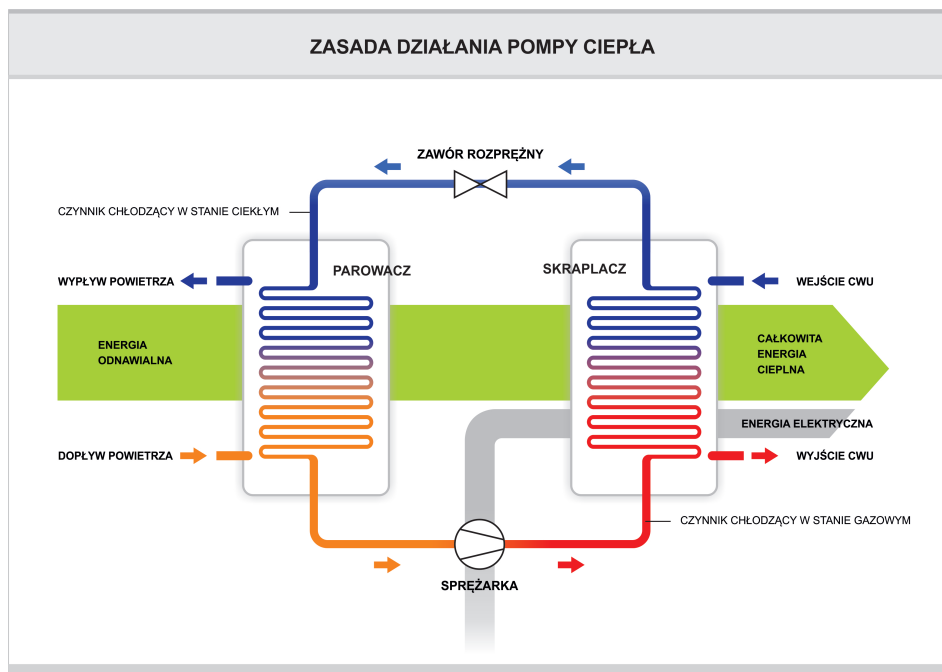 ZASADA DZIAŁANIA POMPY CIEPŁA
ZAWÓR ROZPRĘŻNY
CZYNNIK CHŁODZĄCY W STANIE CIEKŁYM
PAROWACZ
SKRAPLACZ
WYPŁYW POWIETRZA
WEJŚCIE CWU
ENERGIA
ODNAWIALNA
CAŁKOWITA
ENERGIA
CIEPLNA
ENERGIA ELEKTRYCZNA
DOPŁYW POWIETRZA
WYJŚCIE CWU
CZYNNIK CHŁODZĄCY W STANIE GAZOWYM
SPRĘŻARKA